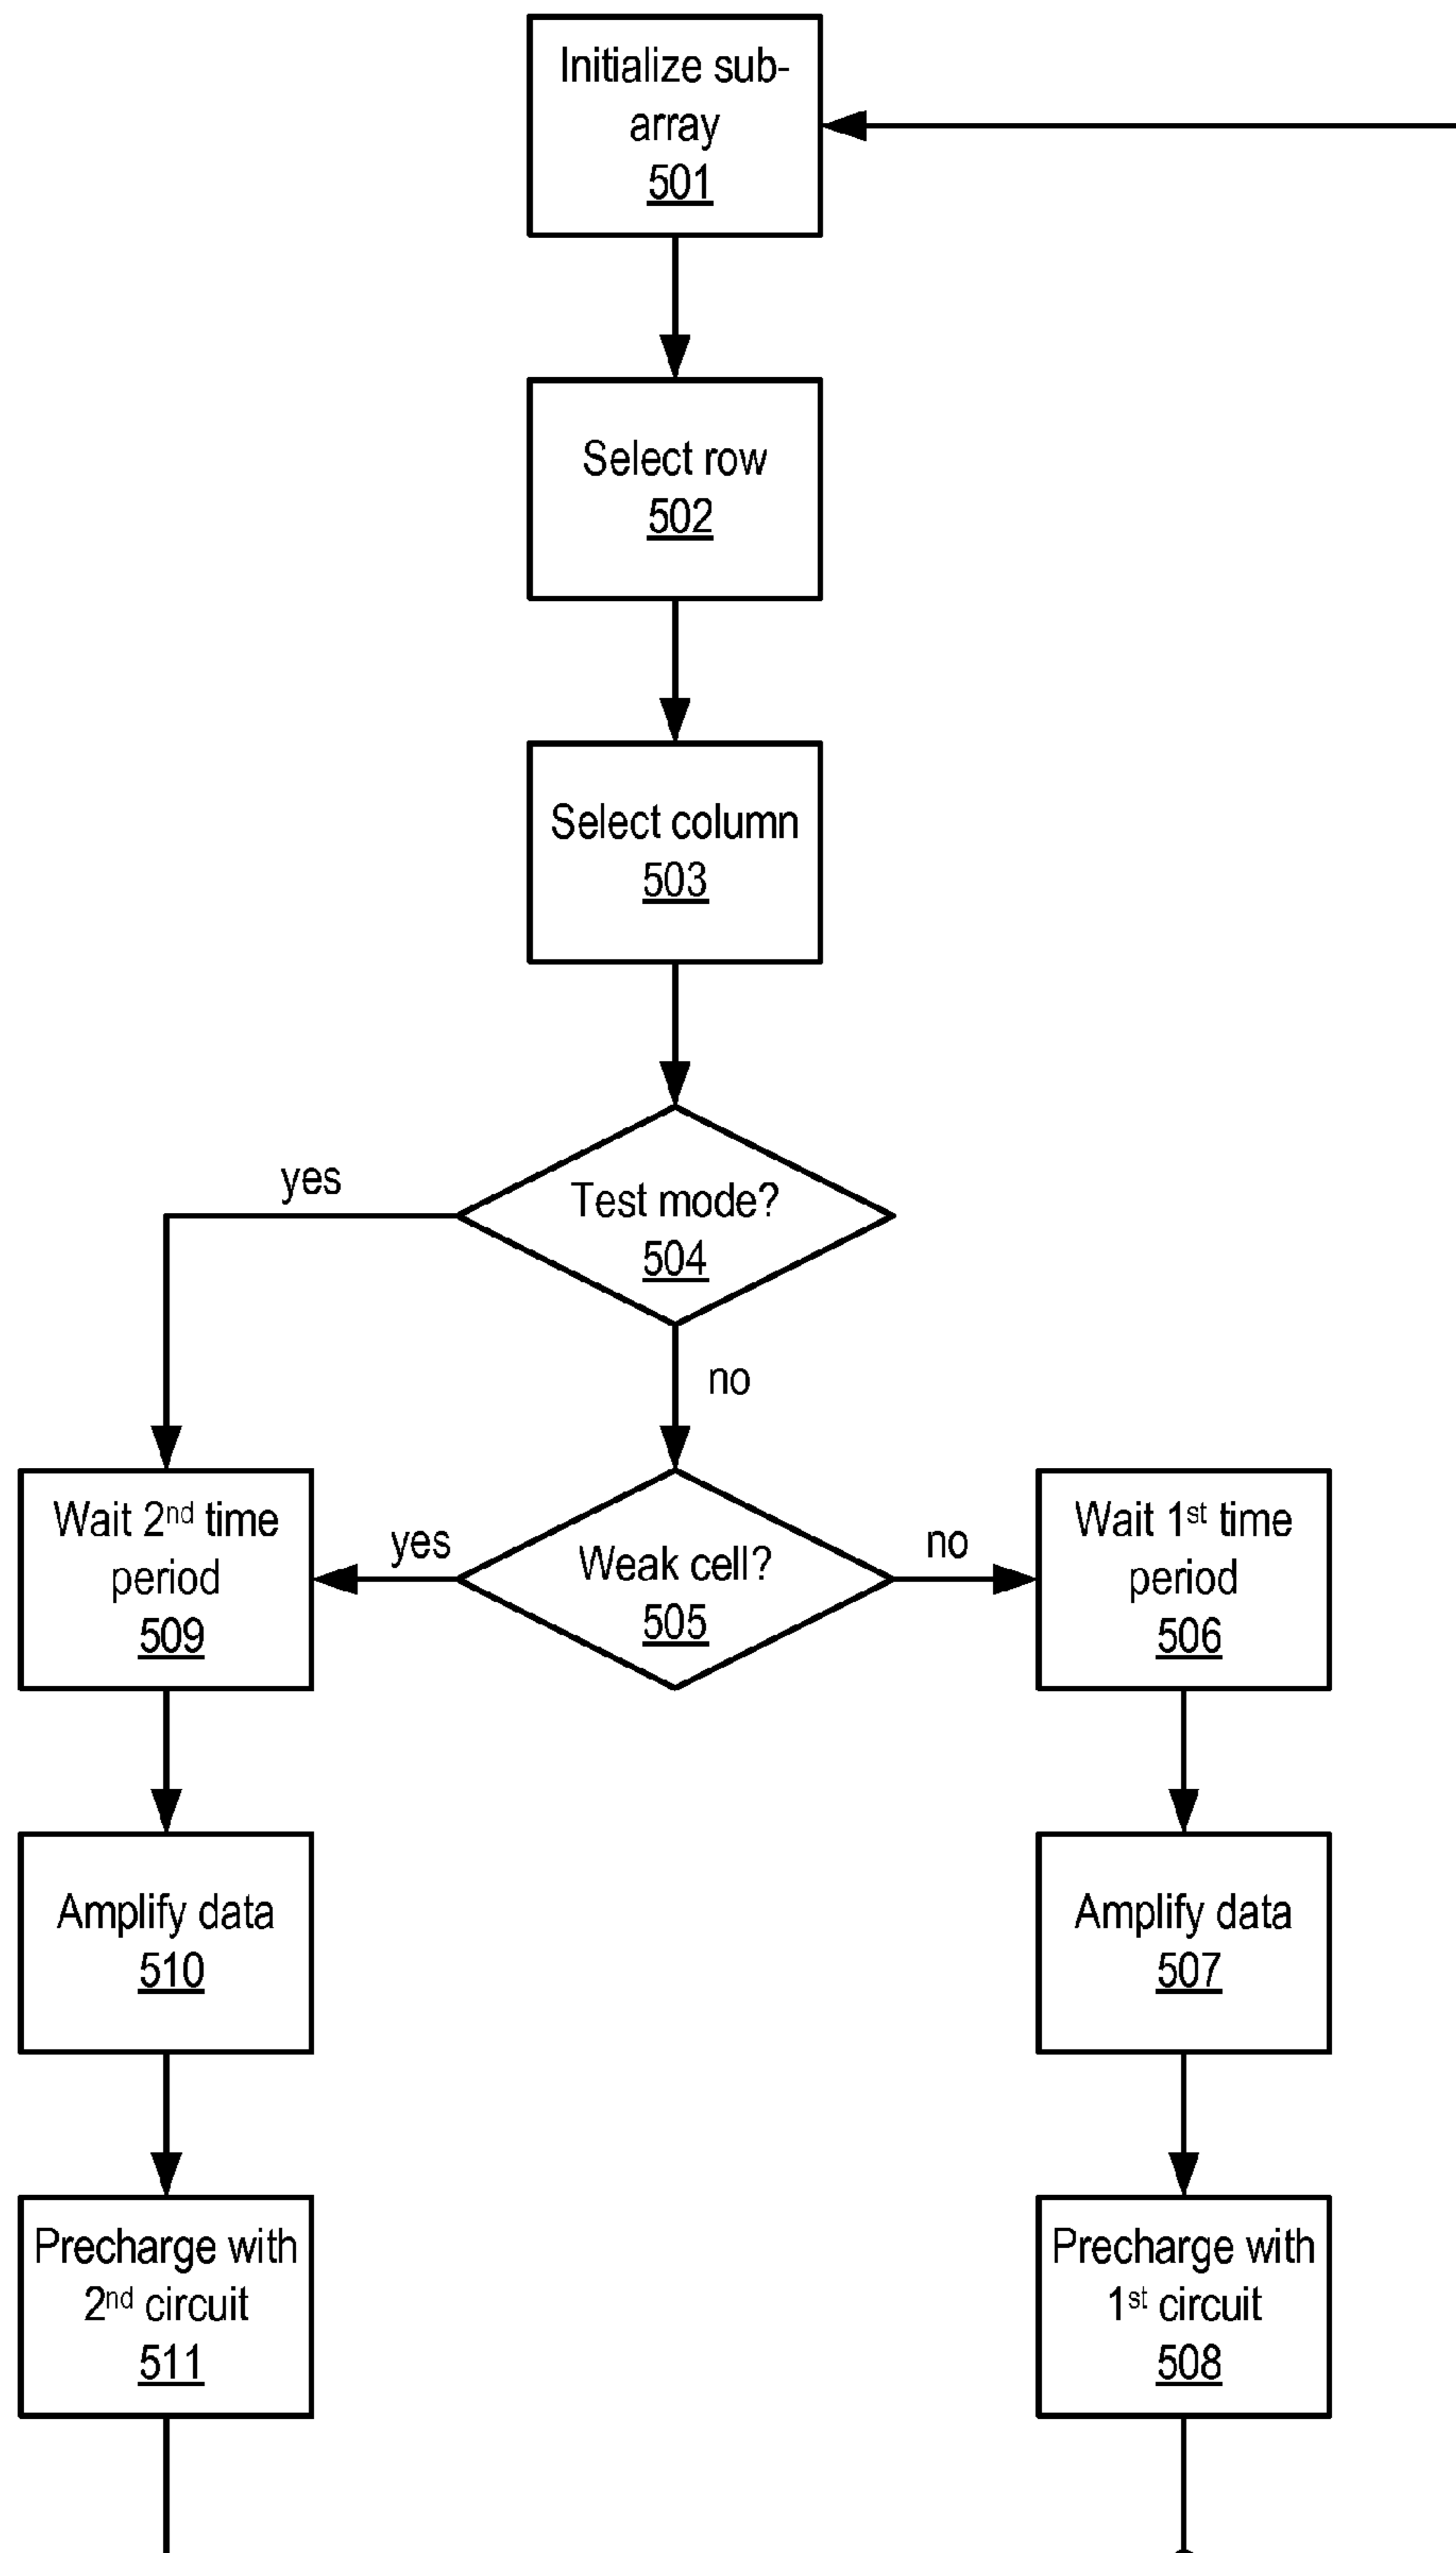 Initialize sub-
array
501
Select row
502
Select column
503
Test mode?
504
yes
no
Wait 2nd time
period
509
yes
Weak cell?
505
no
Wait 1st time
period
506
Amplify data
510
Amplify data
507
Precharge with
2nd circuit
511
Precharge with
1st circuit
508